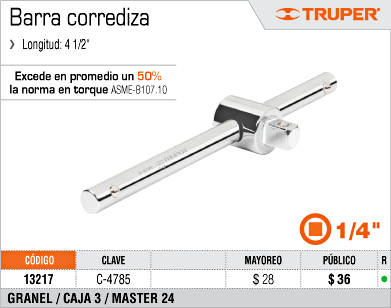 Barra corrediza
TRUPER®
❯ Longitud: 4 1/2"
Excede en promedio un 50%
la norma en torque ASME-B107.10
1/4"
CÓDIGO CLAVE MAYOREO PÚBLICO R
13217 C-4785 $ 28 $ 36
GRANEL / CAJA 3 / MASTER 24